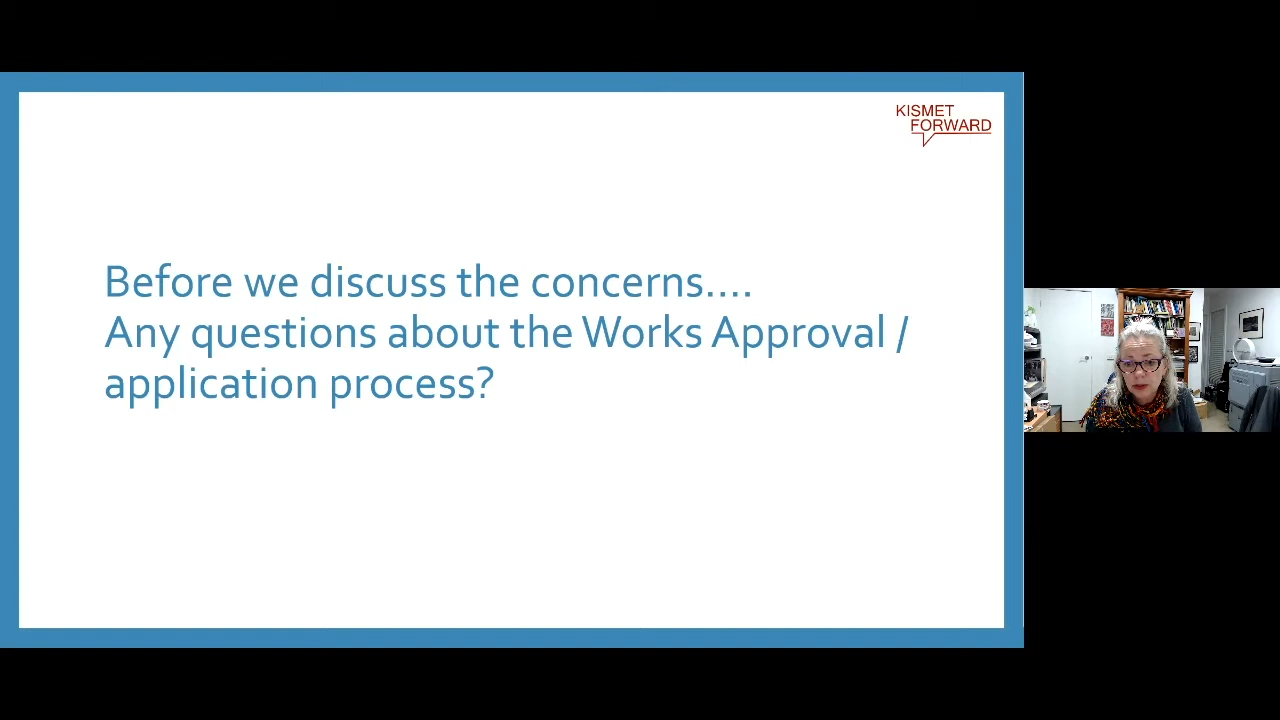 KISMET
FORWARD
Before we discuss the concerns....
Any questions about the Works Approval /
application process?